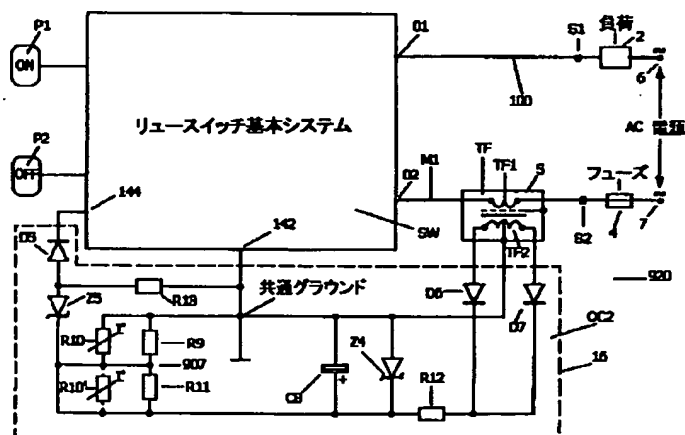 P1
ON
P2
OFF
リュースイッチ基本システム
O1
S1
負荷
2
6
100
AC 電源
TF
TF1
S
フューズ
O2
M1
144
142
SW
TF2
S2
4
7
920
D5
R13
共通グラウンド
Z5
D6
D7
OC2
16
R10
r
R9
907
Z4
R10'
r'
R11
C8
+
R12